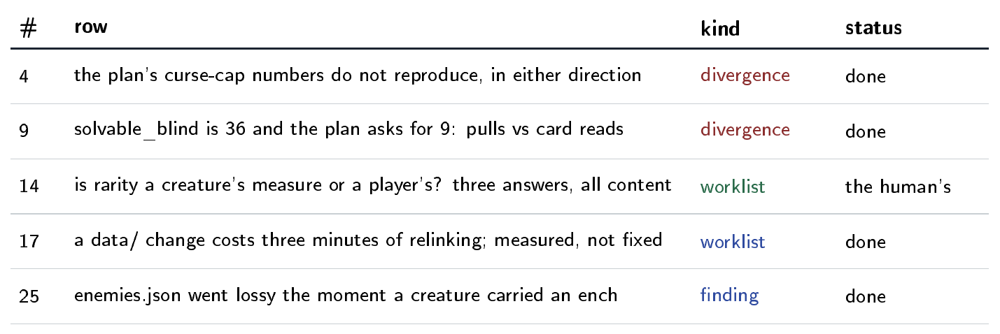 # row kind status
4 the plan's curse-cap numbers do not reproduce, in either direction divergence done
9 solvable_blind is 36 and the plan asks for 9: pulls vs card reads divergence done
14 is rarity a creature's measure or a player's? three answers, all content worklist the human's
17 a data/ change costs three minutes of relinking; measured, not fixed worklist done
25 enemies.json went lossy the moment a creature carried an ench finding done